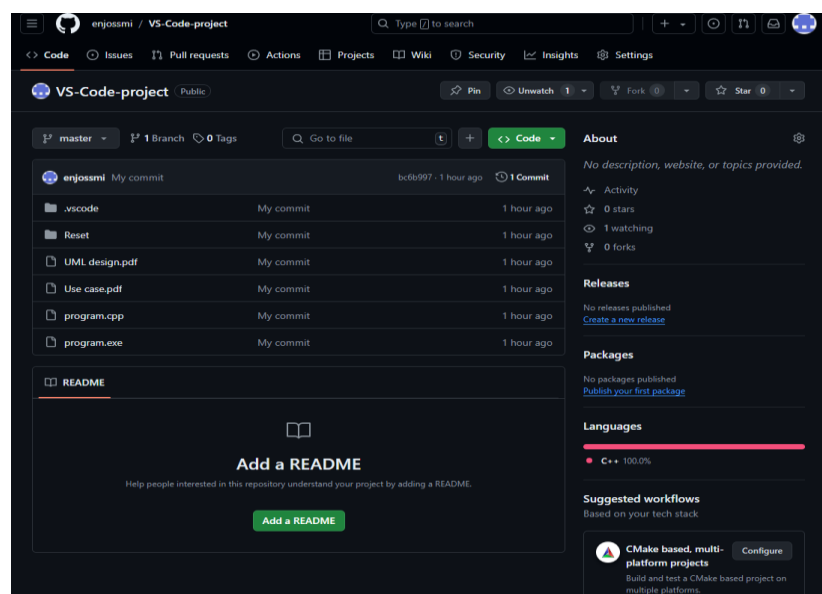 enjossmi / VS-Code-project
Type / to search
Code
Issues
Pull requests
Actions
Projects
Wiki
Security
Insights
Settings
VS-Code-project Public
Pin
Unwatch 1
Fork 0
Star 0
master
1 Branch
0 Tags
Go to file
t
Code
enjossmi My commit
bc6b997 · 1 hour ago
1 Commit
.vscode My commit 1 hour ago
Reset My commit 1 hour ago
UML design.pdf My commit 1 hour ago
Use case.pdf My commit 1 hour ago
program.cpp My commit 1 hour ago
program.exe My commit 1 hour ago
README
Add a README
Help people interested in this repository understand your project by adding a README.
Add a README
About
No description, website, or topics provided.
Activity
0 stars
1 watching
0 forks
Releases
No releases published
Create a new release
Packages
No packages published
Publish your first package
Languages
C++ 100.0%
Suggested workflows
Based on your tech stack
CMake based, multi-
platform projects
Configure
Build and test a CMake based project on
multiple platforms.